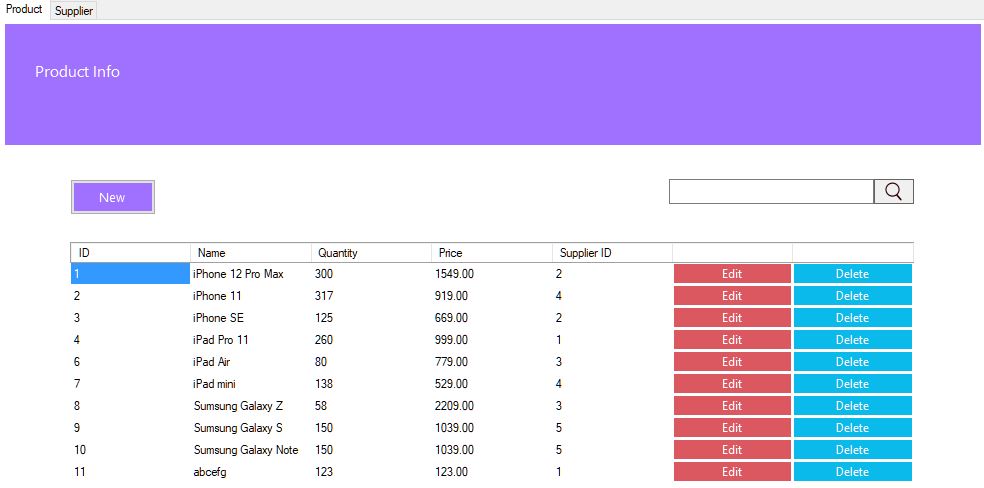 Product Supplier
Product Info
New
ID Name Quantity Price Supplier ID
1 iPhone 12 Pro Max 300 1549.00 2 Edit Delete
2 iPhone 11 317 919.00 4 Edit Delete
3 iPhone SE 125 669.00 2 Edit Delete
4 iPad Pro 11 260 999.00 1 Edit Delete
6 iPad Air 80 779.00 3 Edit Delete
7 iPad mini 138 529.00 4 Edit Delete
8 Sumsung Galaxy Z 58 2209.00 3 Edit Delete
9 Sumsung Galaxy S 150 1039.00 5 Edit Delete
10 Sumsung Galaxy Note 150 1039.00 5 Edit Delete
11 abcefg 123 123.00 1 Edit Delete